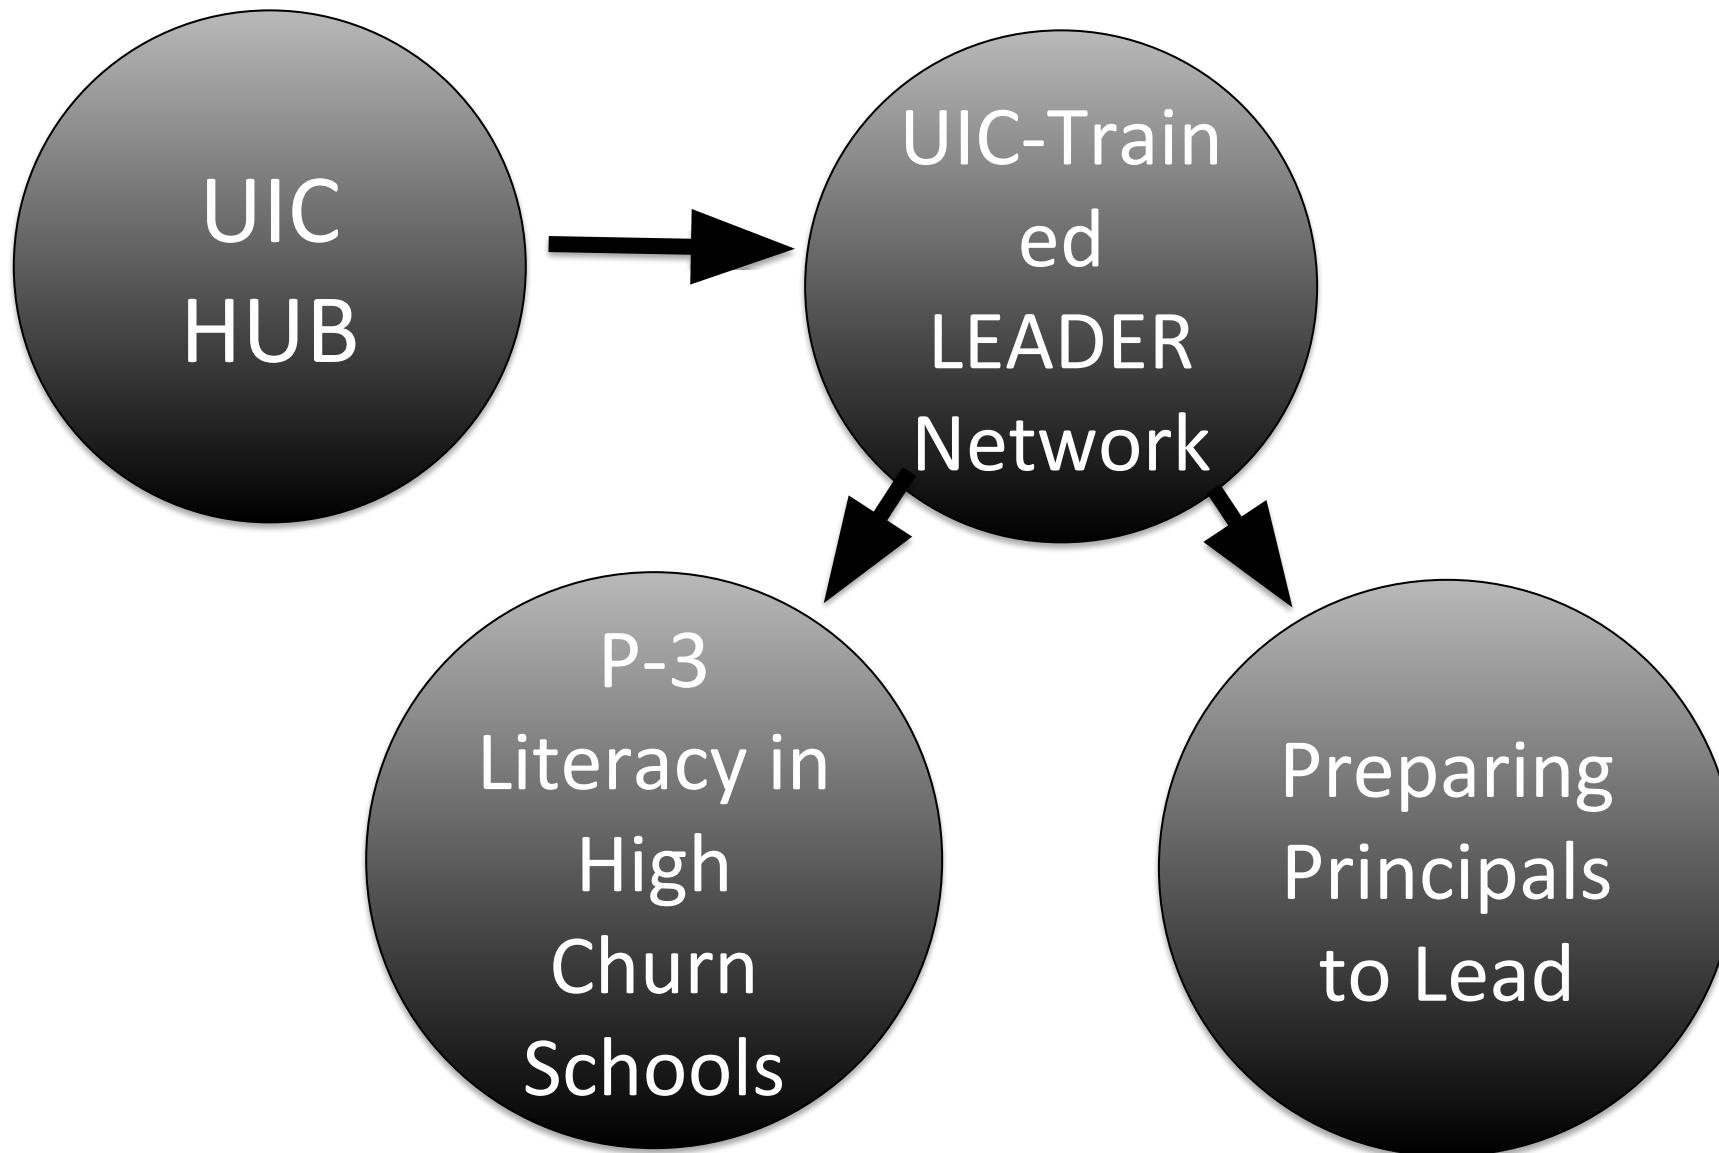 UIC
HUB
UIC-Train
ed
LEADER
Network
P-3
Literacy in
High
Churn
Schools
Preparing
Principals
to Lead